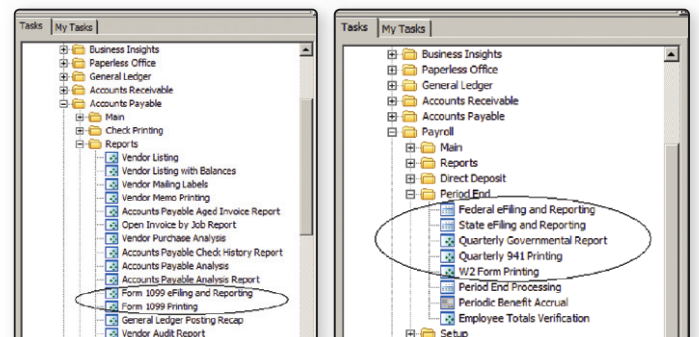 Tasks My Tasks
Business Insights
Paperless Office
General Ledger
Accounts Receivable
Accounts Payable
Main
Check Printing
Reports
Vendor Listing
Vendor Listing with Balances
Vendor Mailing Labels
Vendor Memo Printing
Accounts Payable Aged Invoice Report
Open Invoice by Job Report
Vendor Purchase Analysis
Accounts Payable Check History Report
Accounts Payable Analysis
Accounts Payable Analysis Report
Form 1099 eFiling and Reporting
Form 1099 Printing
General Ledger Posting Recap
Vendor Audit Report
Tasks My Tasks
Business Insights
Paperless Office
General Ledger
Accounts Receivable
Accounts Payable
Payroll
Main
Reports
Direct Deposit
Period End
Federal eFiling and Reporting
State eFiling and Reporting
Quarterly Governmental Report
Quarterly 941 Printing
W2 Form Printing
Period End Processing
Periodic Benefit Accrual
Employee Totals Verification
Setup